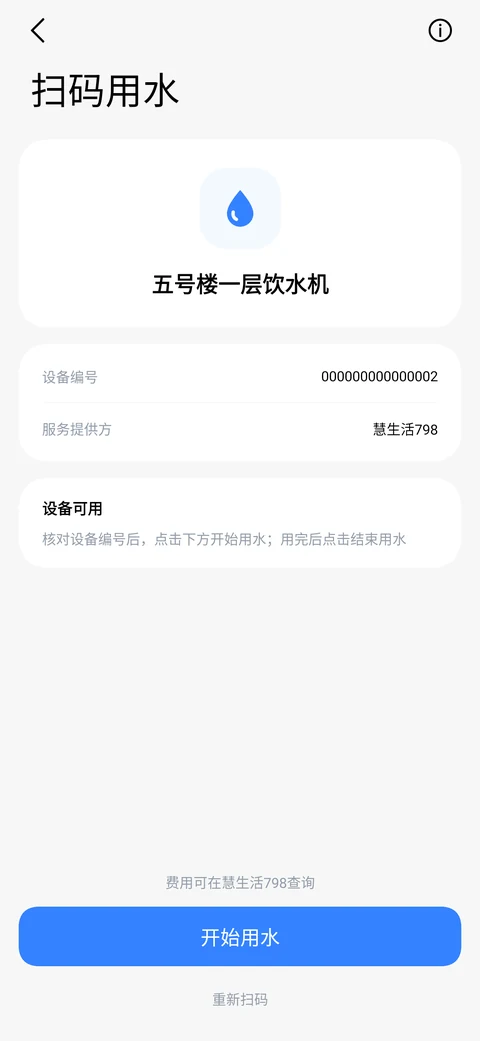 扫码用水
五号楼一层饮水机
设备编号 000000000000002
服务提供方 慧生活798
设备可用
核对设备编号后，点击下方开始用水；用完后点击结束用水
费用可在慧生活798查询
开始用水
重新扫码